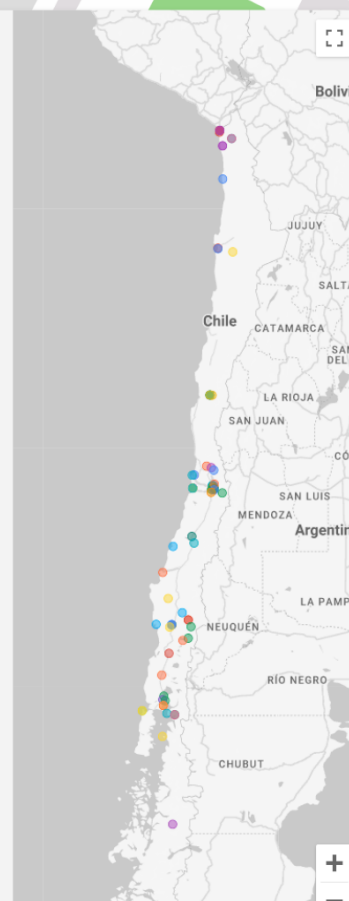 Boliv
JUJUY
SALTA
Chile
CATAMARCA
SAN
DEL
LA RIOJA
SAN JUAN
CÓ
SAN LUIS
MENDOZA
Argentin
LA PAMP
NEUQUÉN
RÍO NEGRO
CHUBUT
+